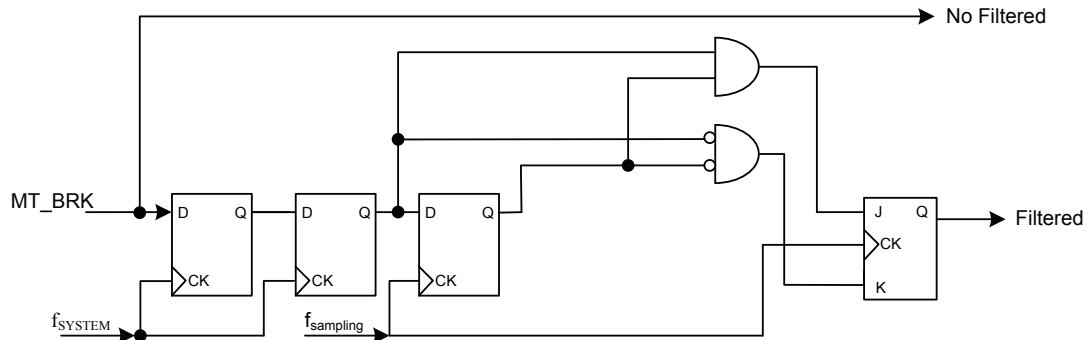 No Filtered
MT_BRK
D Q
CK
D Q
CK
D Q
CK
J Q
CK
K
Filtered
fSYSTEM
fsampling